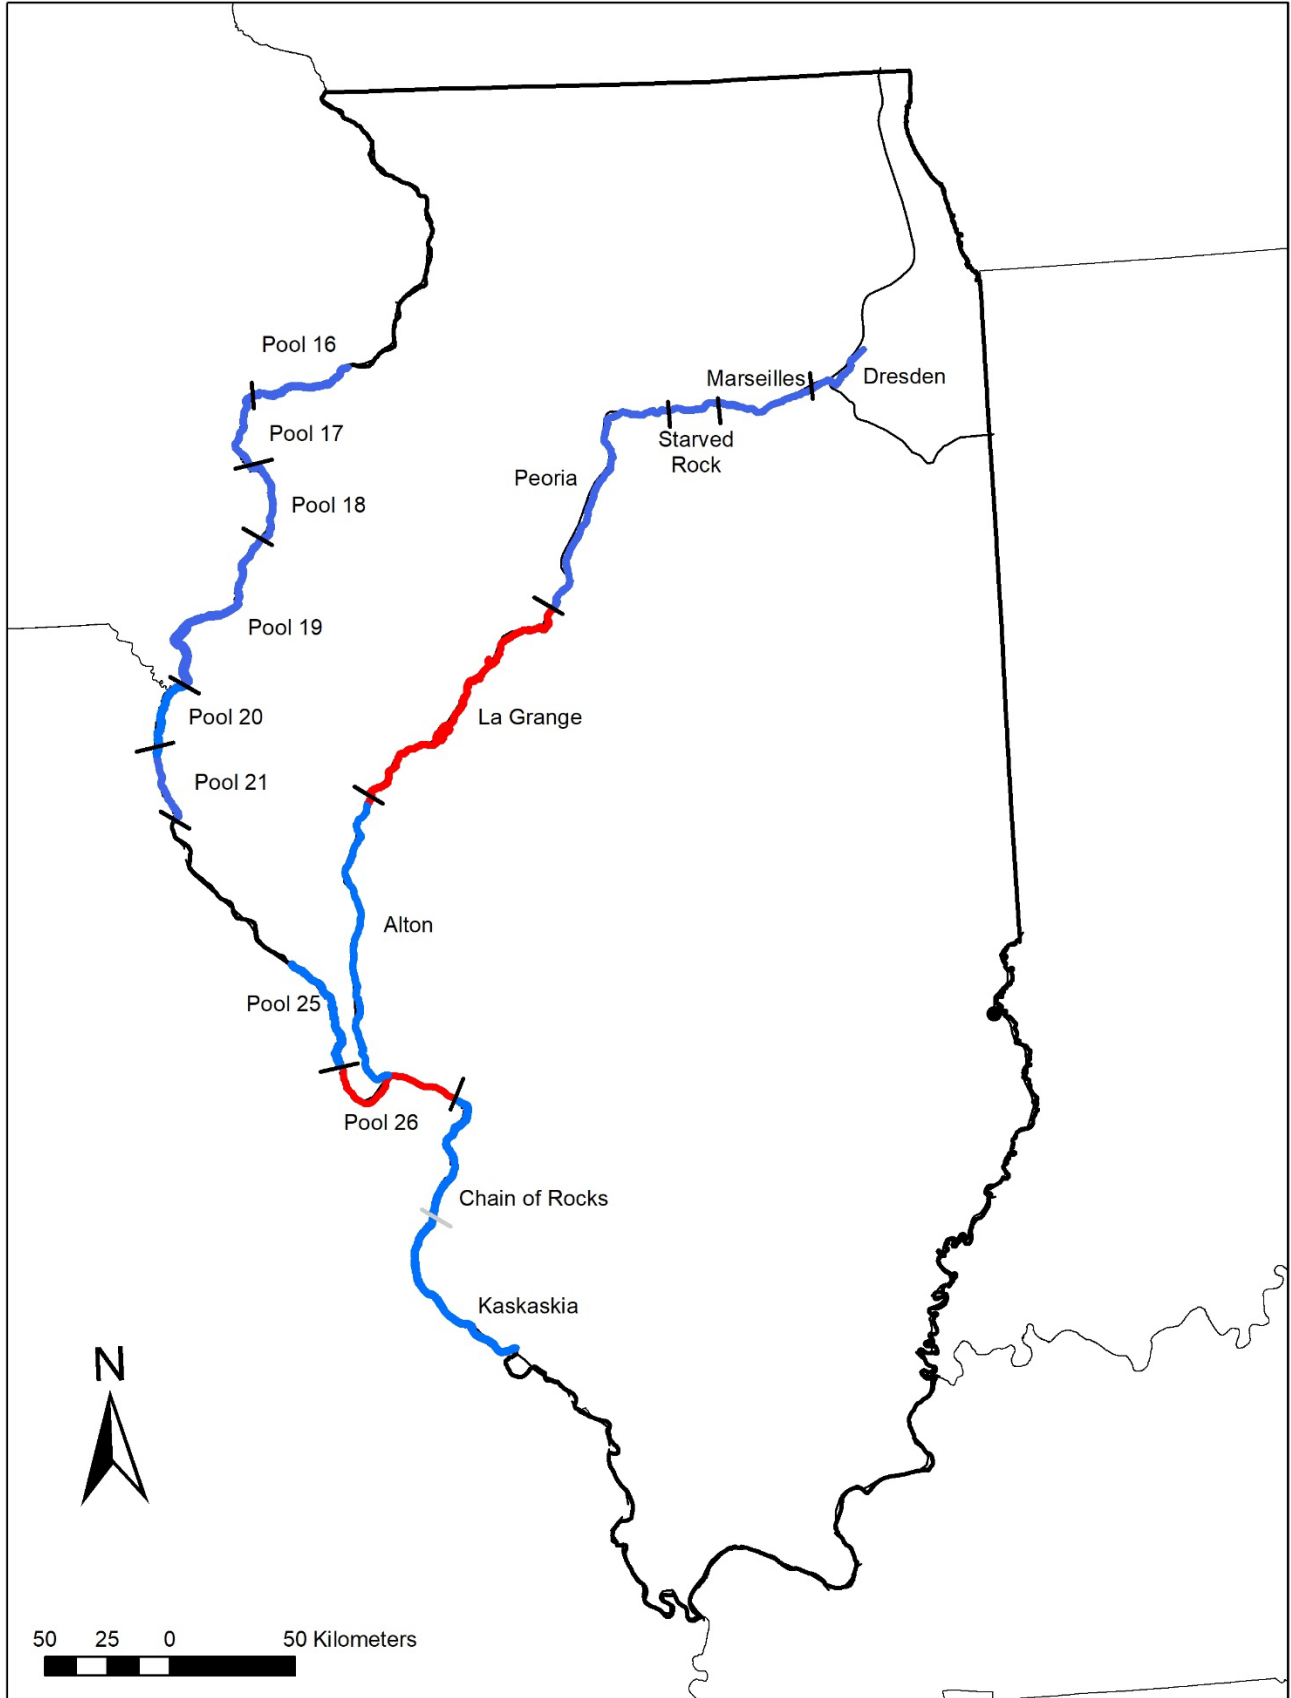 Pool 16
Marseilles
Dresden
Pool 17
Starved
Rock
Peoria
Pool 18
Pool 19
Pool 20
La Grange
Pool 21
Alton
Pool 25
Pool 26
Chain of Rocks
Kaskaskia
N
50 25 0 50 Kilometers